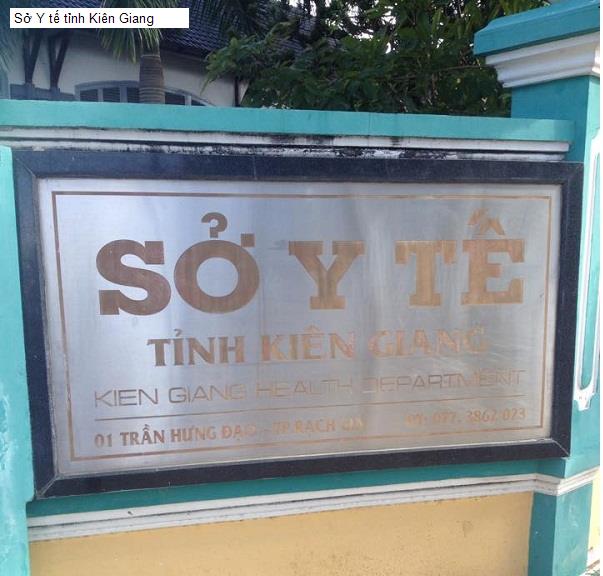 Sở Y tế tỉnh Kiên Giang
SỞ Y TẾ
TỈNH KIÊN GIANG
KIEN GIANG HEALTH DEPARTMENT
01 TRẦN HƯNG ĐẠO - TP.RẠCH GIÁ ĐT: 077. 3862 023